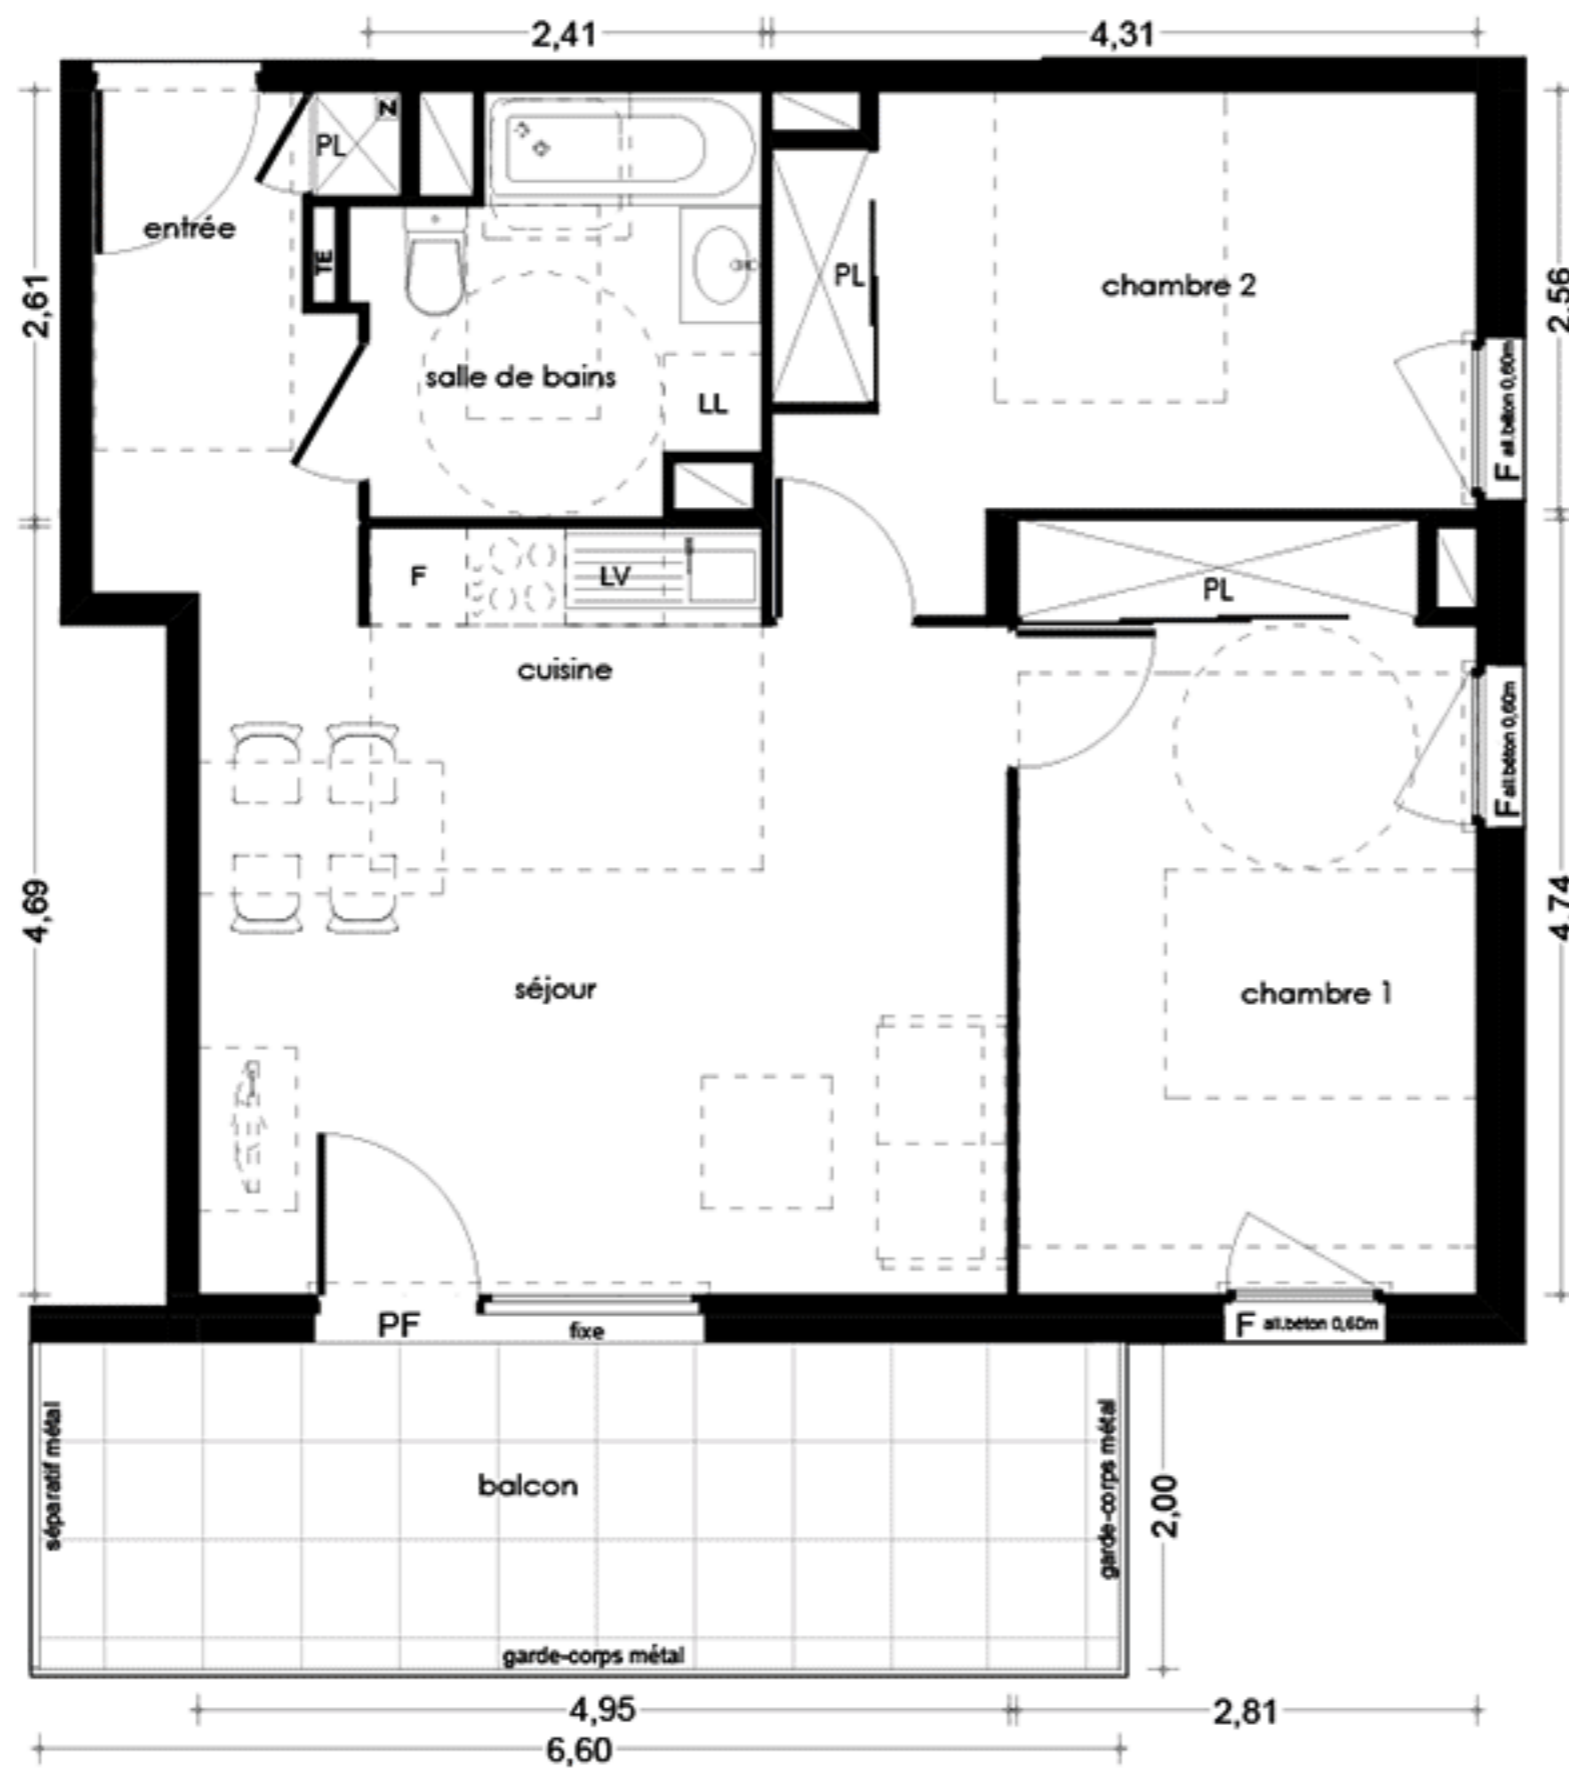 2,41
4,31
PL
N
entrée
TE
2,61
PL
chambre 2
2,56
salle de bains
LL
F all.béton 0,60m
F
LV
PL
cuisine
F all.béton 0,60m
4,69
4,74
séjour
chambre 1
PF
fixe
F all.béton 0,60m
séparatif métal
garde-corps métal
balcon
2,00
garde-corps métal
4,95
2,81
6,60